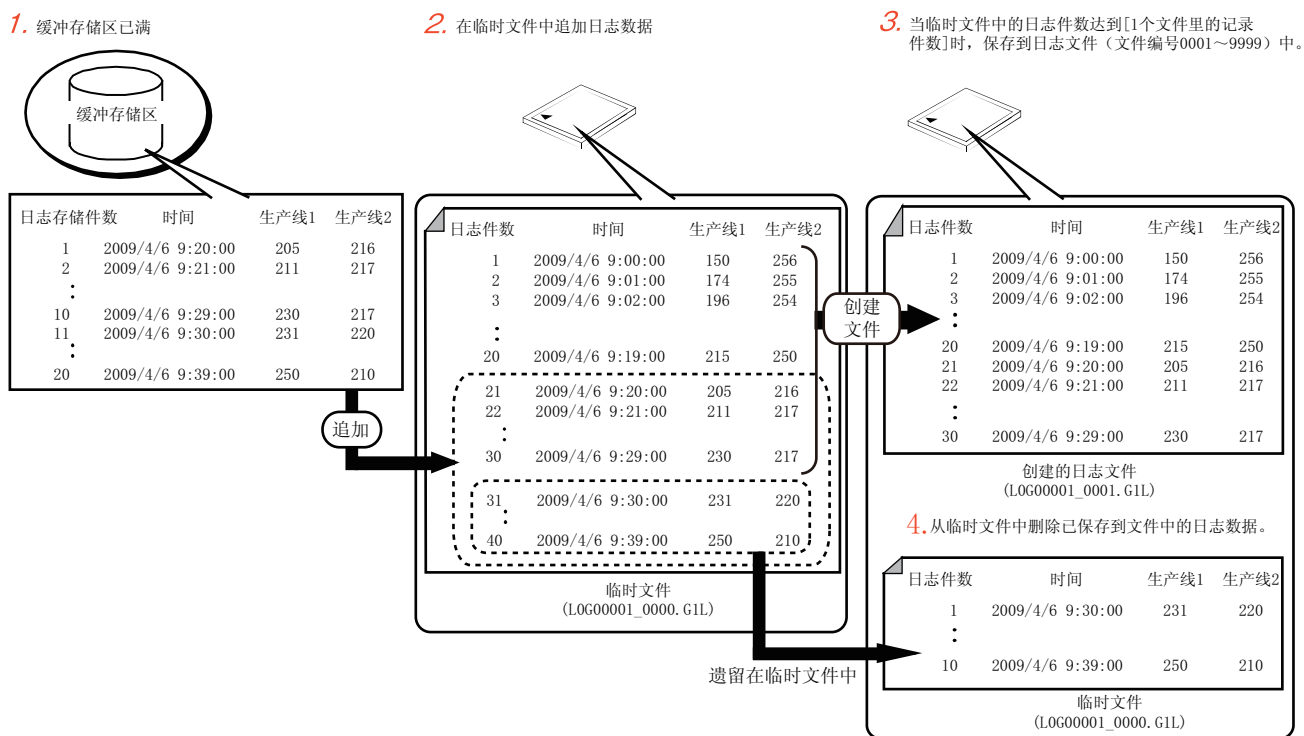 1. 缓冲存储区已满
缓冲存储区
日志存储件数 时间 生产线1 生产线2
1 2009/4/6 9:20:00 205 216
2 2009/4/6 9:21:00 211 217
⋮
10 2009/4/6 9:29:00 230 217
11 2009/4/6 9:30:00 231 220
⋮
20 2009/4/6 9:39:00 250 210
追加
2. 在临时文件中追加日志数据
日志件数 时间 生产线1 生产线2
1 2009/4/6 9:00:00 150 256
2 2009/4/6 9:01:00 174 255
3 2009/4/6 9:02:00 196 254
⋮
20 2009/4/6 9:19:00 215 250
21 2009/4/6 9:20:00 205 216
22 2009/4/6 9:21:00 211 217
⋮
30 2009/4/6 9:29:00 230 217
31 2009/4/6 9:30:00 231 220
⋮
40 2009/4/6 9:39:00 250 210
临时文件
(LOG00001_0000.G1L)
创建
文件
遗留在临时文件中
3. 当临时文件中的日志件数达到[1个文件里的记录
件数]时，保存到日志文件（文件编号0001～9999）中。
日志件数 时间 生产线1 生产线2
1 2009/4/6 9:00:00 150 256
2 2009/4/6 9:01:00 174 255
3 2009/4/6 9:02:00 196 254
⋮
20 2009/4/6 9:19:00 215 250
21 2009/4/6 9:20:00 205 216
22 2009/4/6 9:21:00 211 217
⋮
30 2009/4/6 9:29:00 230 217
创建的日志文件
(LOG00001_0001.G1L)
4. 从临时文件中删除已保存到文件中的日志数据。
日志件数 时间 生产线1 生产线2
1 2009/4/6 9:30:00 231 220
⋮
10 2009/4/6 9:39:00 250 210
临时文件
(LOG00001_0000.G1L)